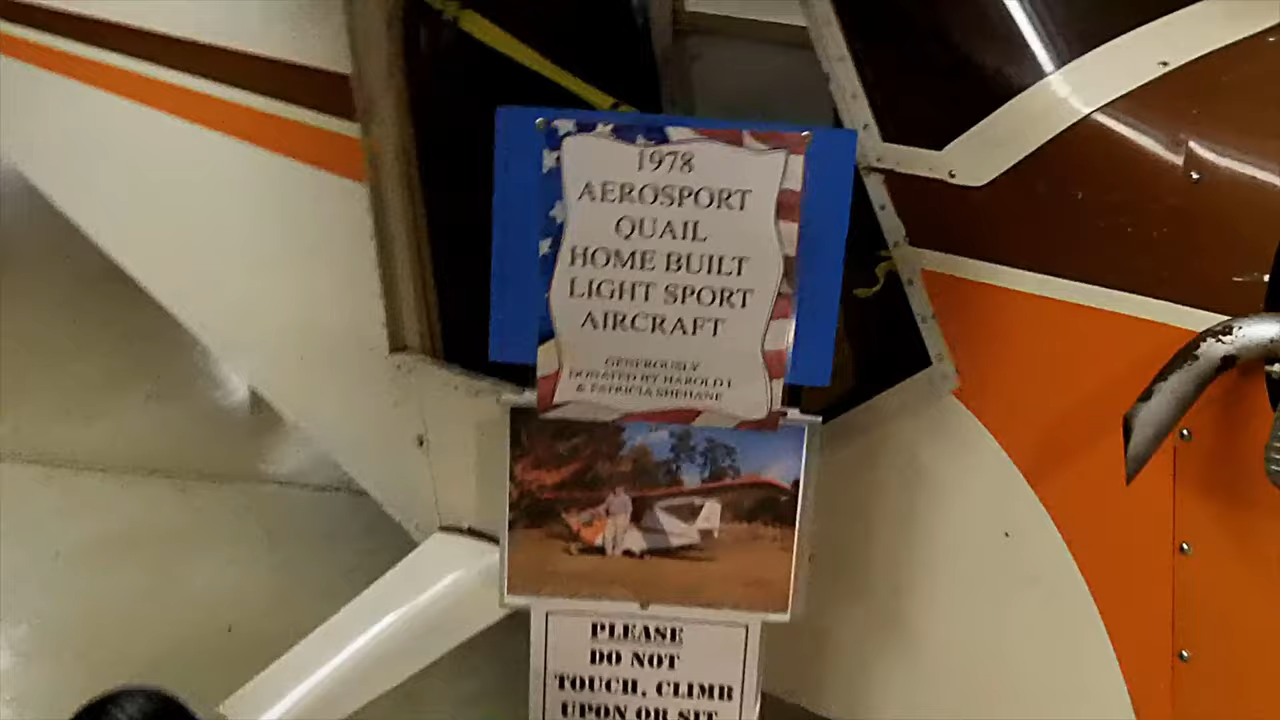 1978
AEROSPORT
QUAIL
HOME BUILT
LIGHT SPORT
AIRCRAFT
GENEROUSLY
DONATED BY HAROLD L
& PATRICIA SHEHANE
PLEASE
DO NOT
TOUCH, CLIMB
UPON OR SIT